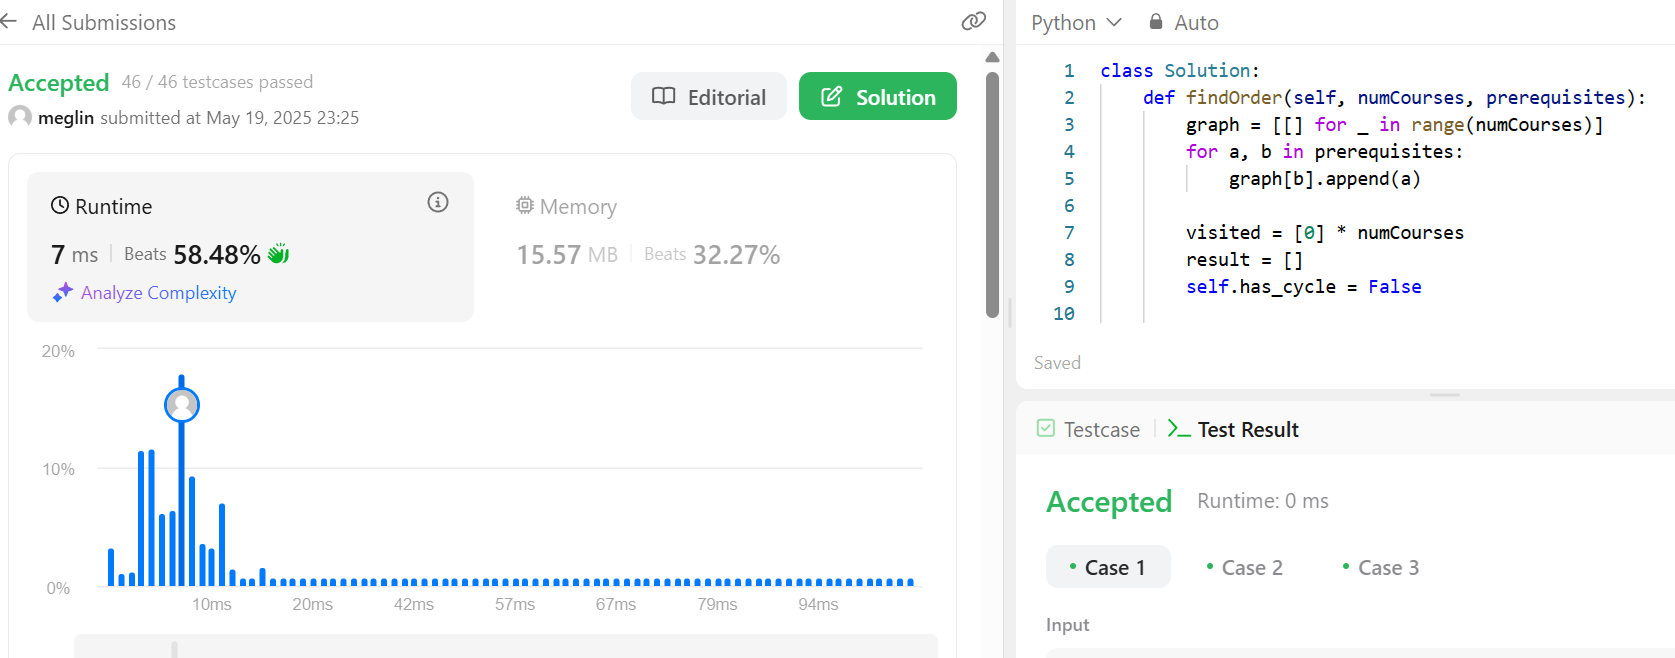 All Submissions
Accepted 46 / 46 testcases passed
meglin submitted at May 19, 2025 23:25
Editorial
Solution
Runtime
7 ms | Beats 58.48%
Analyze Complexity
Memory
15.57 MB | Beats 32.27%
20%
10%
0%
10ms 20ms 42ms 57ms 67ms 79ms 94ms
Python Auto
1 class Solution:
2     def findOrder(self, numCourses, prerequisites):
3         graph = [[] for _ in range(numCourses)]
4         for a, b in prerequisites:
5             graph[b].append(a)
6
7         visited = [0] * numCourses
8         result = []
9         self.has_cycle = False
10
Saved
Testcase | Test Result
Accepted Runtime: 0 ms
• Case 1 • Case 2 • Case 3
Input